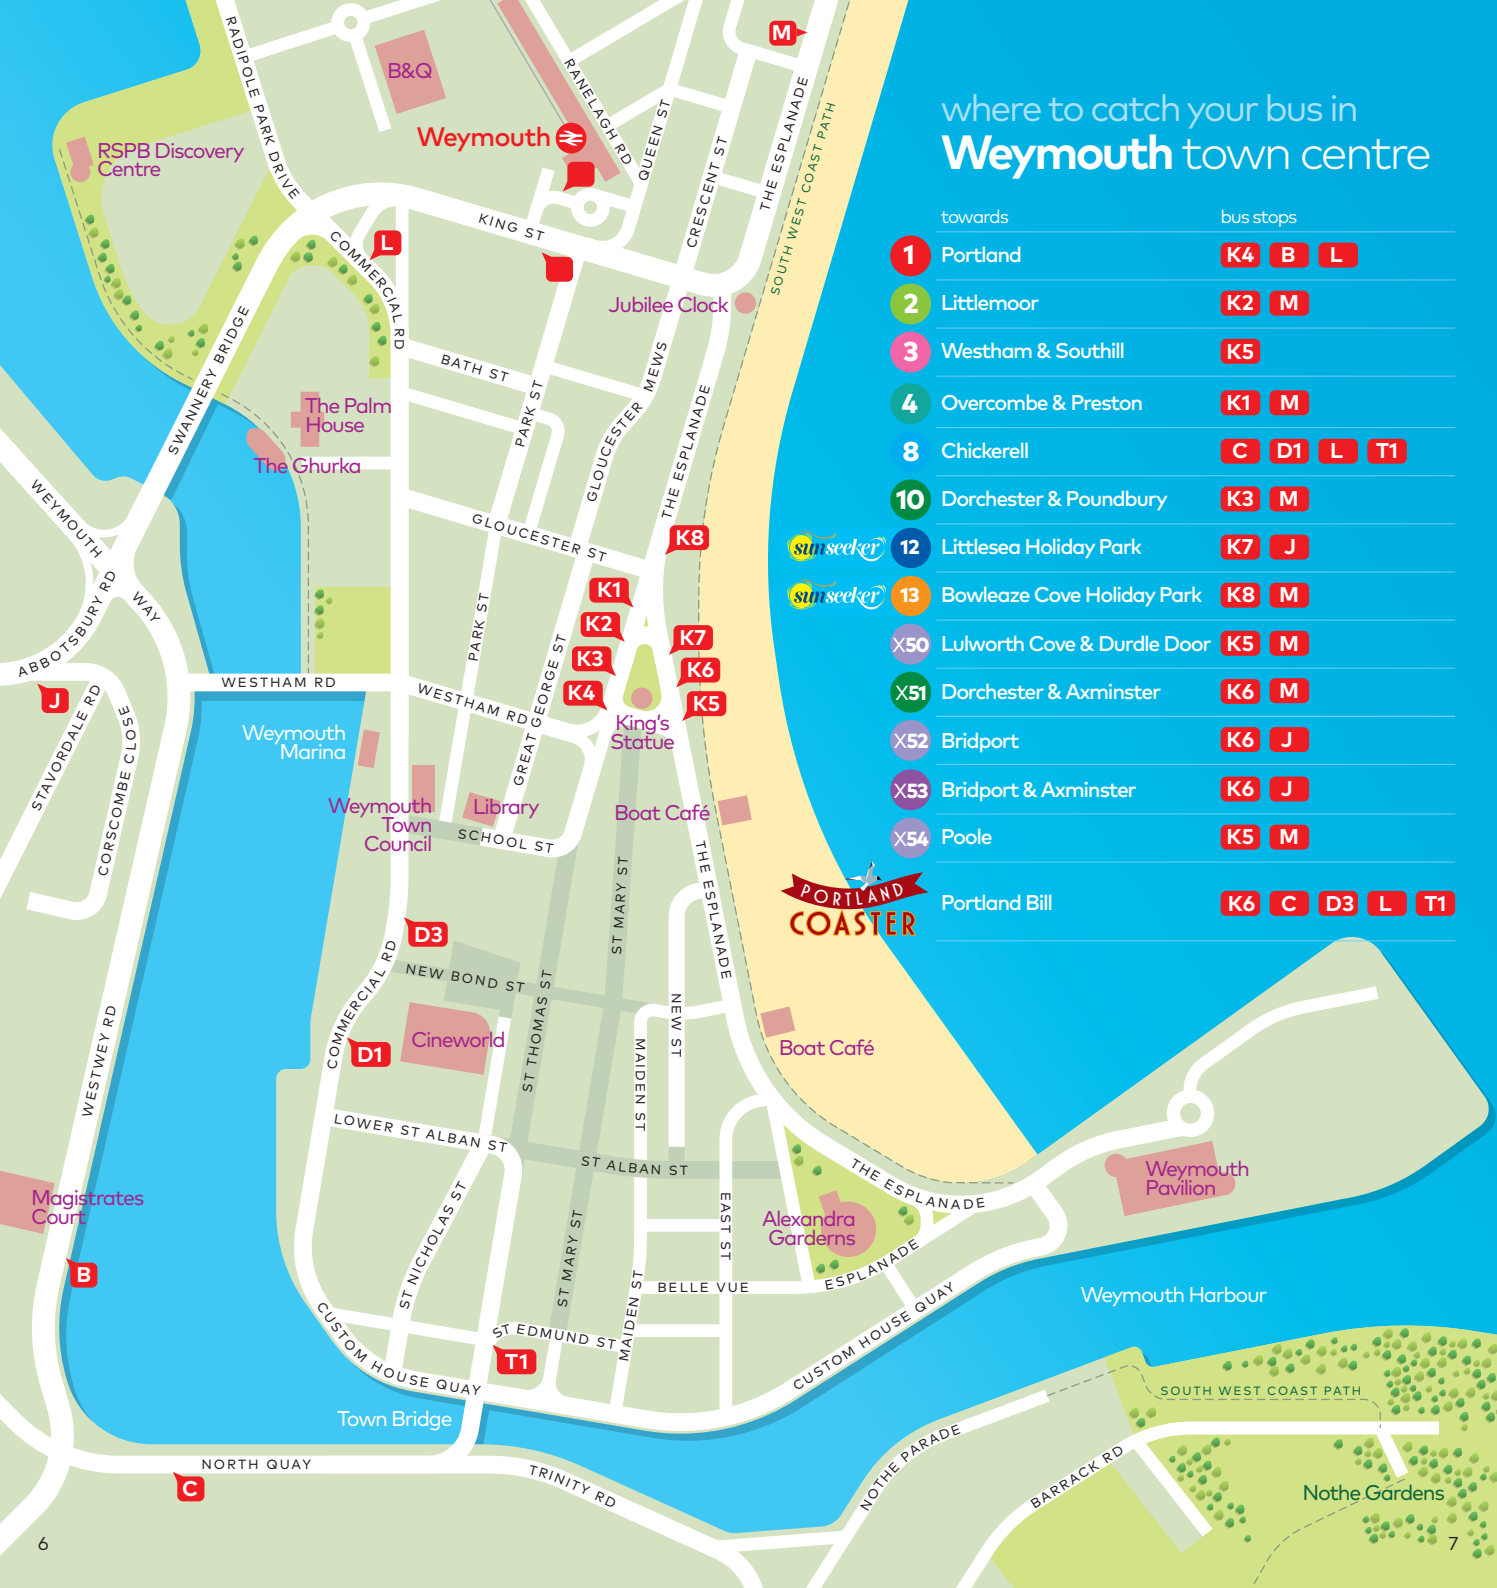 where to catch your bus in
Weymouth town centre
towards
bus stops
1 Portland K4 B L
2 Littlemoor K2 M
3 Westham & Southill K5
4 Overcombe & Preston K1 M
8 Chickerell C D1 L T1
10 Dorchester & Poundbury K3 M
sunseeker 12 Littlesea Holiday Park K7 J
sunseeker 13 Bowleaze Cove Holiday Park K8 M
X50 Lulworth Cove & Durdle Door K5 M
X51 Dorchester & Axminster K6 M
X52 Bridport K6 J
X53 Bridport & Axminster K6 J
X54 Poole K5 M
PORTLAND
COASTER
Portland Bill K6 C D3 L T1
RADIPOLE PARK DRIVE
B&Q
RANELAGH RD
M
Weymouth
QUEEN ST
CRESCENT ST
THE ESPLANADE
SOUTH WEST COAST PATH
RSPB Discovery
Centre
KING ST
L
COMMERCIAL RD
Jubilee Clock
SWANNERY BRIDGE
BATH ST
PARK ST
GLOUCESTER MEWS
THE ESPLANADE
The Palm
House
The Ghurka
WEYMOUTH
WAY
GLOUCESTER ST
K8
K1
K2
K3
K4
K7
K6
K5
PARK ST
GREAT GEORGE ST
ABBOTSBURY RD
J
WESTHAM RD
WESTHAM RD
King's
Statue
STAVORDALE RD
CORSCOMBE CLOSE
Weymouth
Marina
Weymouth
Town
Council
Library
SCHOOL ST
Boat Café
THE ESPLANADE
ST MARY ST
D3
NEW BOND ST
COMMERCIAL RD
ST THOMAS ST
NEW ST
Cineworld
D1
MAIDEN ST
Boat Café
WESTWEY RD
LOWER ST ALBAN ST
ST ALBAN ST
THE ESPLANADE
Weymouth
Pavilion
Magistrates
Court
ST NICHOLAS ST
EAST ST
Alexandra
Garderns
ST MARY ST
B
BELLE VUE
ESPLANADE
MAIDEN ST
Weymouth Harbour
CUSTOM HOUSE QUAY
ST EDMUND ST
T1
CUSTOM HOUSE QUAY
Town Bridge
SOUTH WEST COAST PATH
NORTH QUAY
C
TRINITY RD
NOTHE PARADE
BARRACK RD
Nothe Gardens
6
7